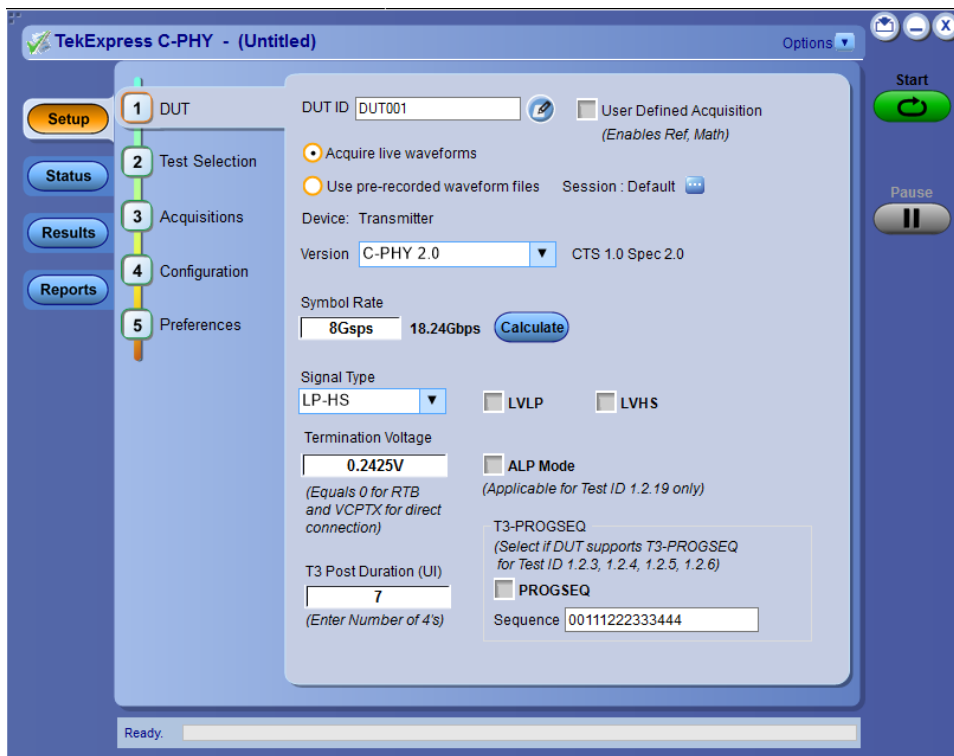 TekExpress C-PHY - (Untitled)
Options
X
Start
Pause
Setup
Status
Results
Reports
1 DUT
2 Test Selection
3 Acquisitions
4 Configuration
5 Preferences
DUT ID DUT001
User Defined Acquisition
(Enables Ref, Math)
Acquire live waveforms
Use pre-recorded waveform files Session : Default ...
Device: Transmitter
Version C-PHY 2.0 CTS 1.0 Spec 2.0
Symbol Rate
8Gsps 18.24Gbps Calculate
Signal Type
LP-HS LVLP LVHS
Termination Voltage
0.2425V
(Equals 0 for RTB
and VCPTX for direct
connection)
ALP Mode
(Applicable for Test ID 1.2.19 only)
T3 Post Duration (UI)
7
(Enter Number of 4's)
T3-PROGSEQ
(Select if DUT supports T3-PROGSEQ
for Test ID 1.2.3, 1.2.4, 1.2.5, 1.2.6)
PROGSEQ
Sequence 00111222333444
Ready.